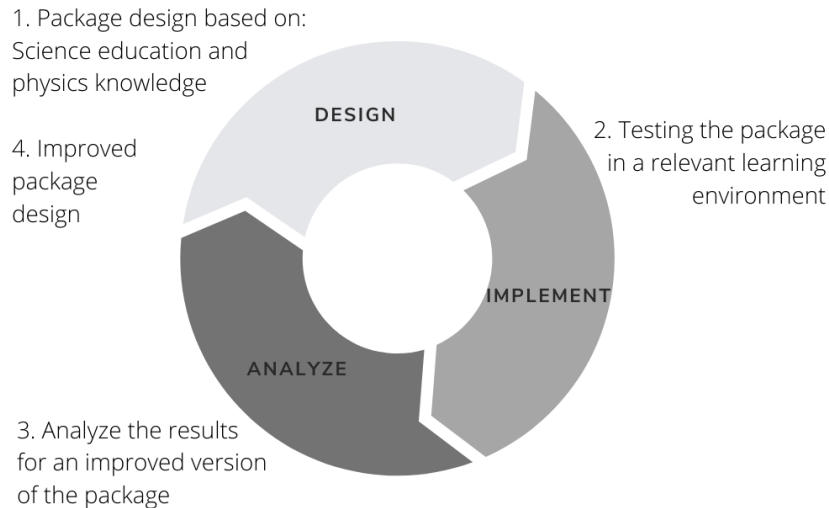 1. Package design based on:
Science education and
physics knowledge
DESIGN
2. Testing the package
in a relevant learning
environment
4. Improved
package
design
IMPLEMENT
ANALYZE
3. Analyze the results
for an improved version
of the package